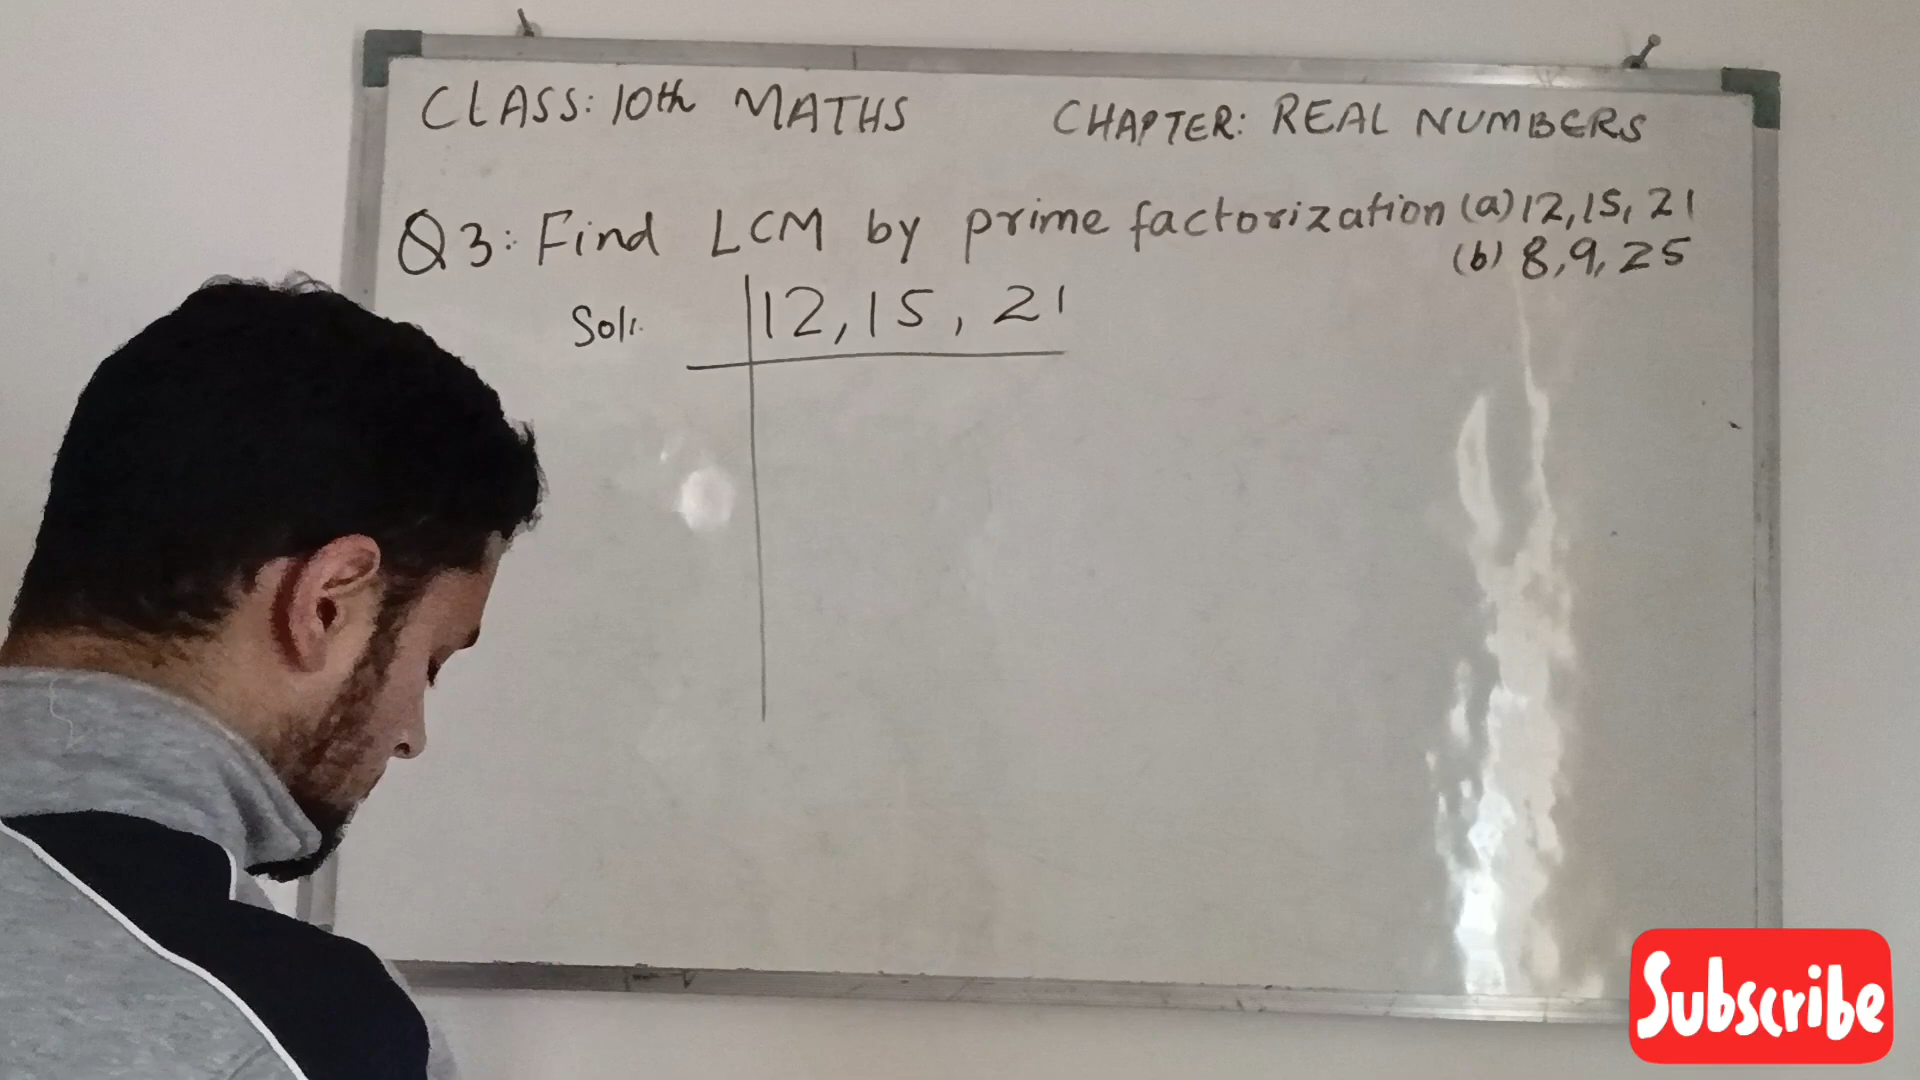 CLASS: 10th MATHS CHAPTER: REAL NUMBERS
Q3: Find LCM by prime factorization (a) 12, 15, 21
(b) 8, 9, 25
Sol:
12, 15, 21
Subscribe